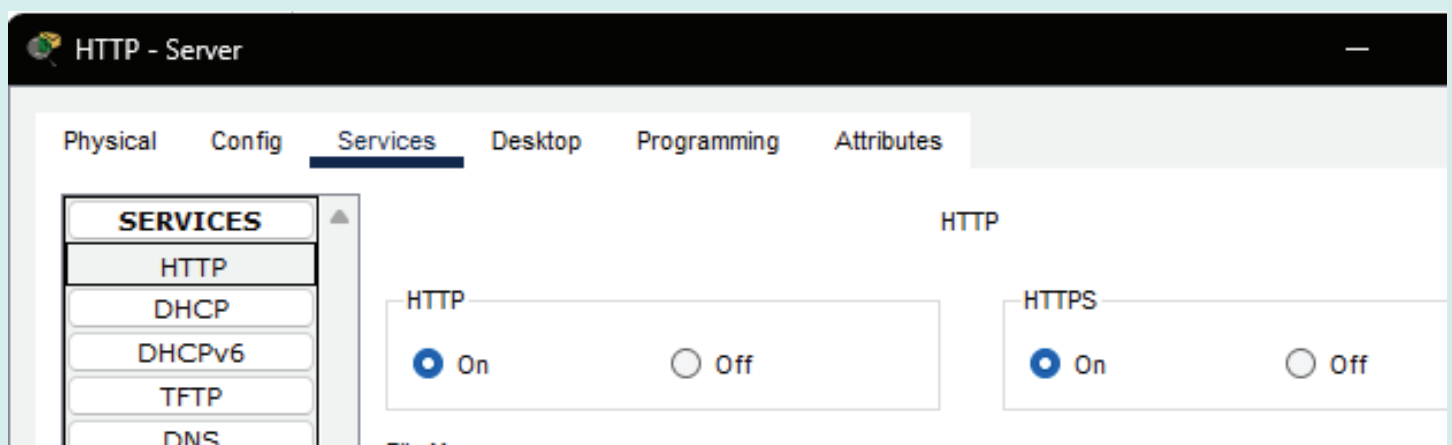 HTTP - Server
Physical Config Services Desktop Programming Attributes
SERVICES
HTTP
DHCP
DHCPv6
TFTP
DNS
HTTP
HTTP
On Off
HTTPS
On Off